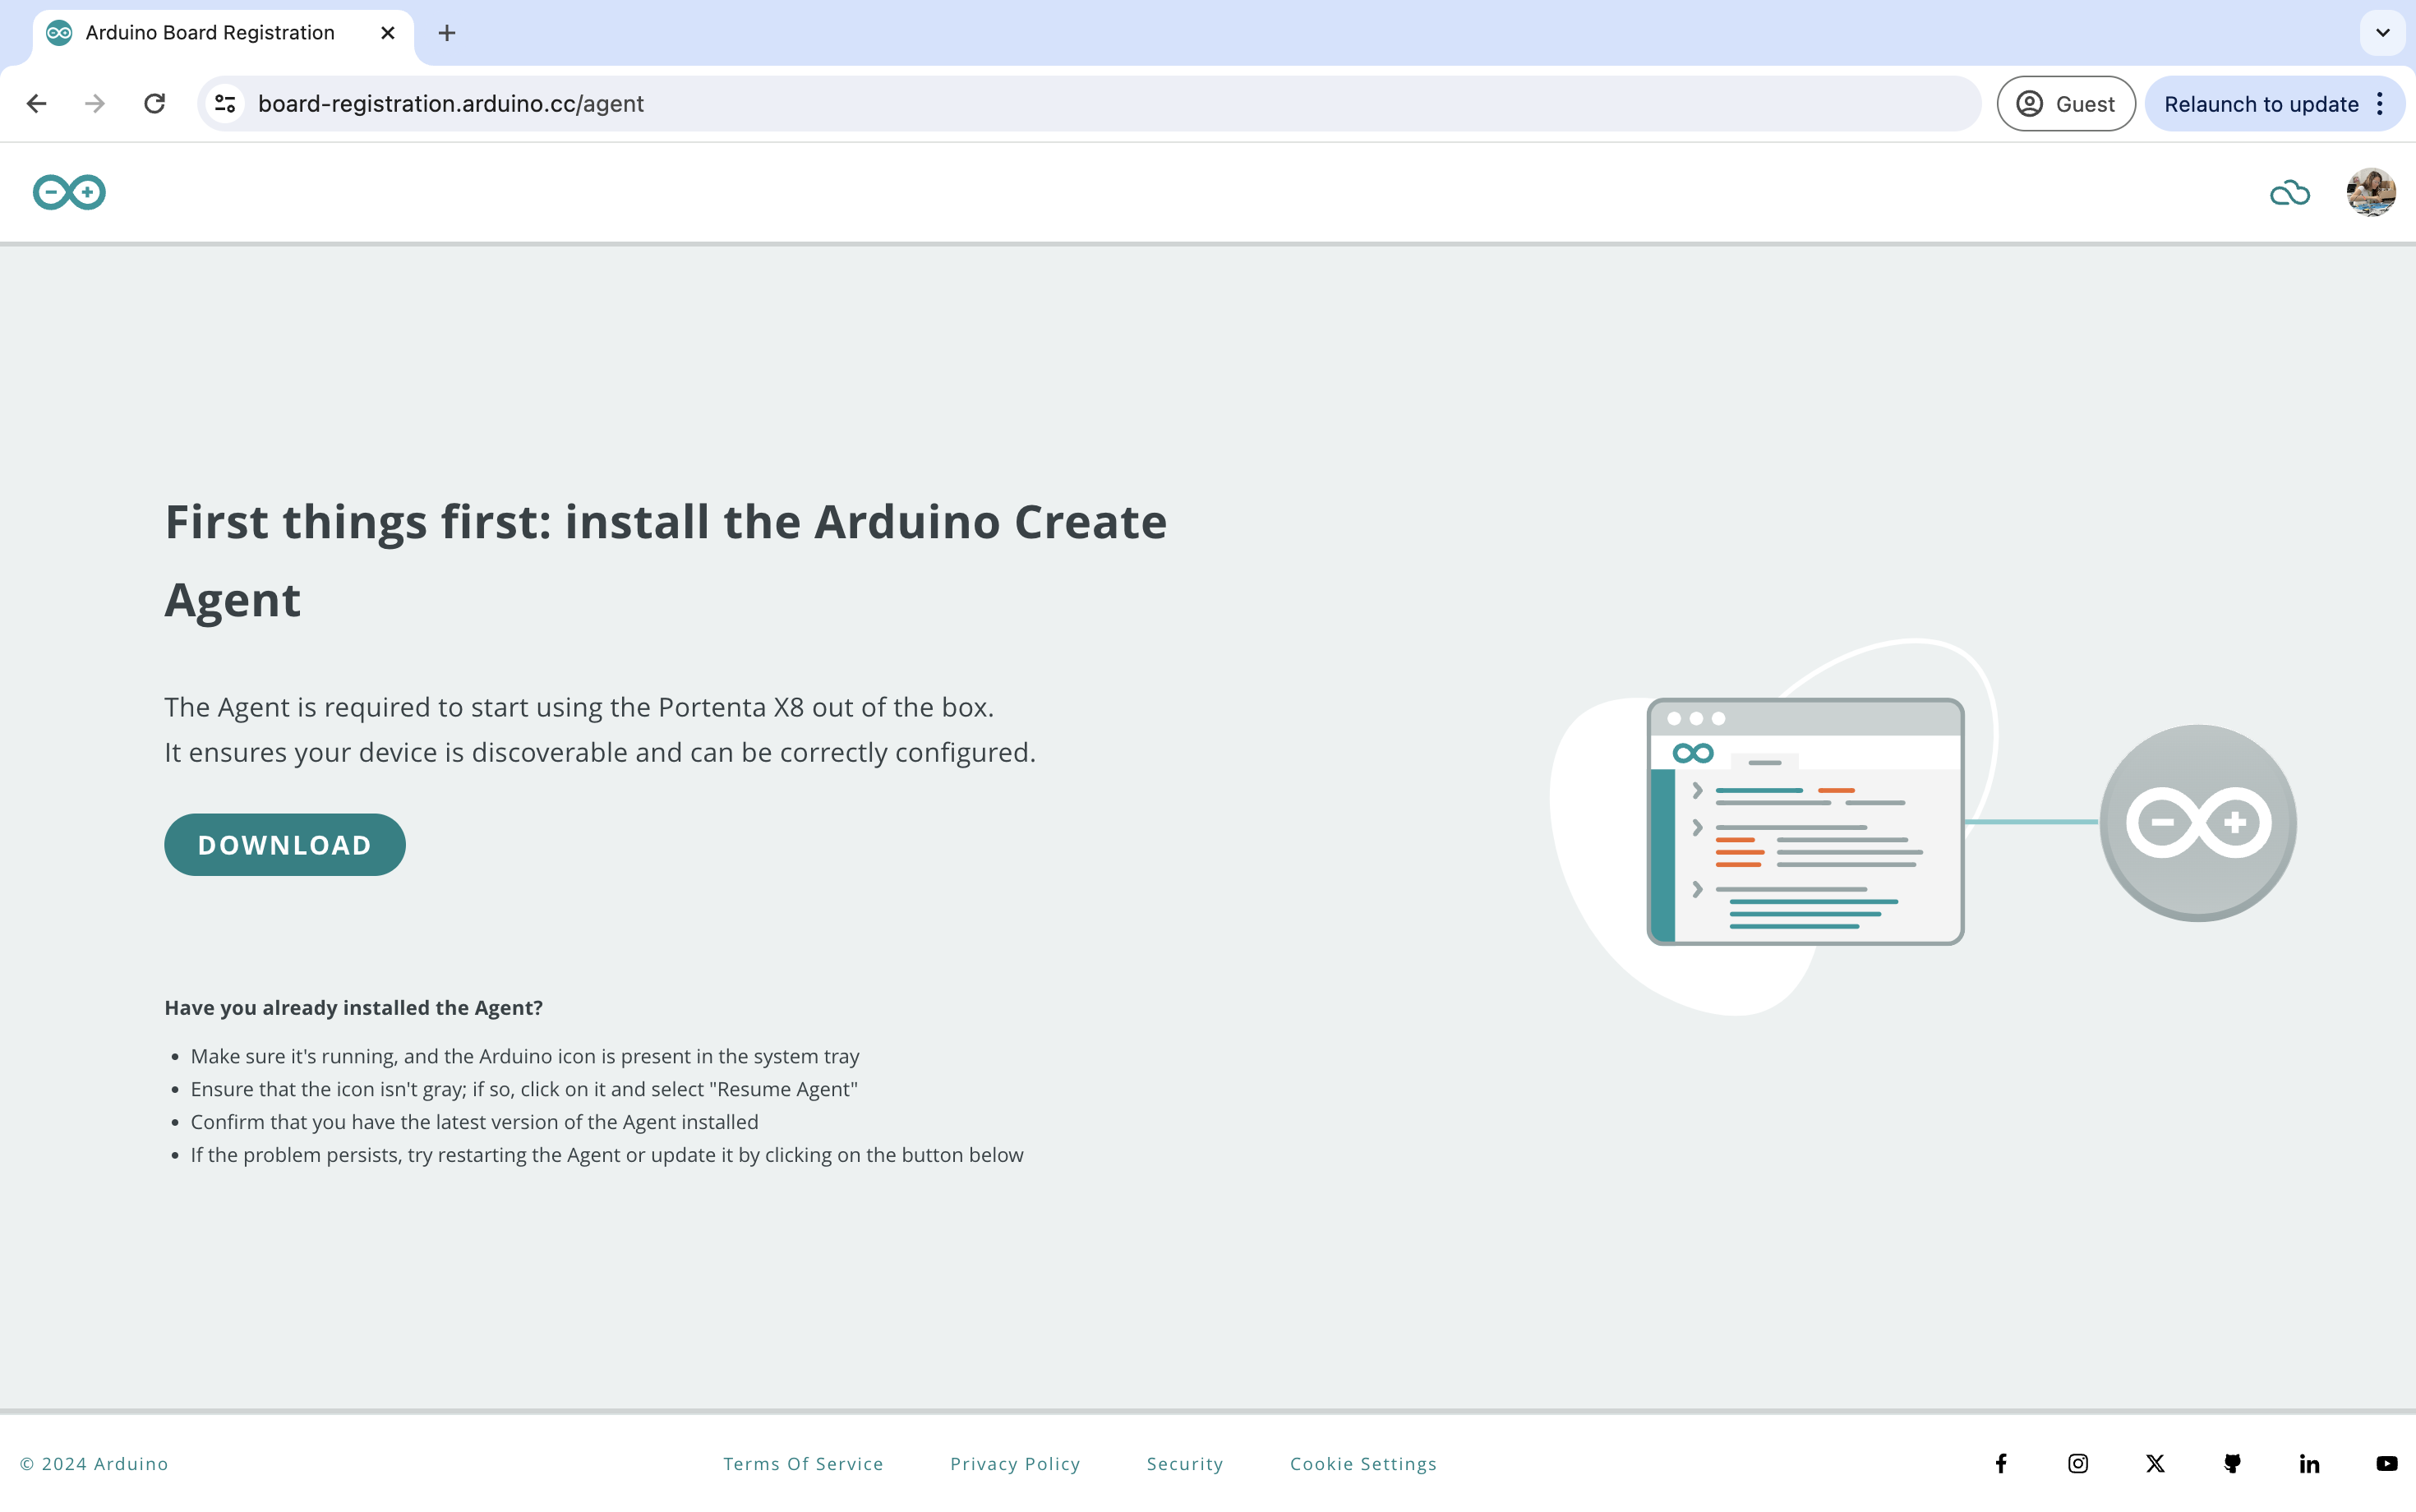 Arduino Board Registration
board-registration.arduino.cc/agent
Guest
Relaunch to update
First things first: install the Arduino Create
Agent
The Agent is required to start using the Portenta X8 out of the box.
It ensures your device is discoverable and can be correctly configured.
DOWNLOAD
Have you already installed the Agent?
• Make sure it's running, and the Arduino icon is present in the system tray
• Ensure that the icon isn't gray; if so, click on it and select "Resume Agent"
• Confirm that you have the latest version of the Agent installed
• If the problem persists, try restarting the Agent or update it by clicking on the button below
© 2024 Arduino
Terms Of Service
Privacy Policy
Security
Cookie Settings